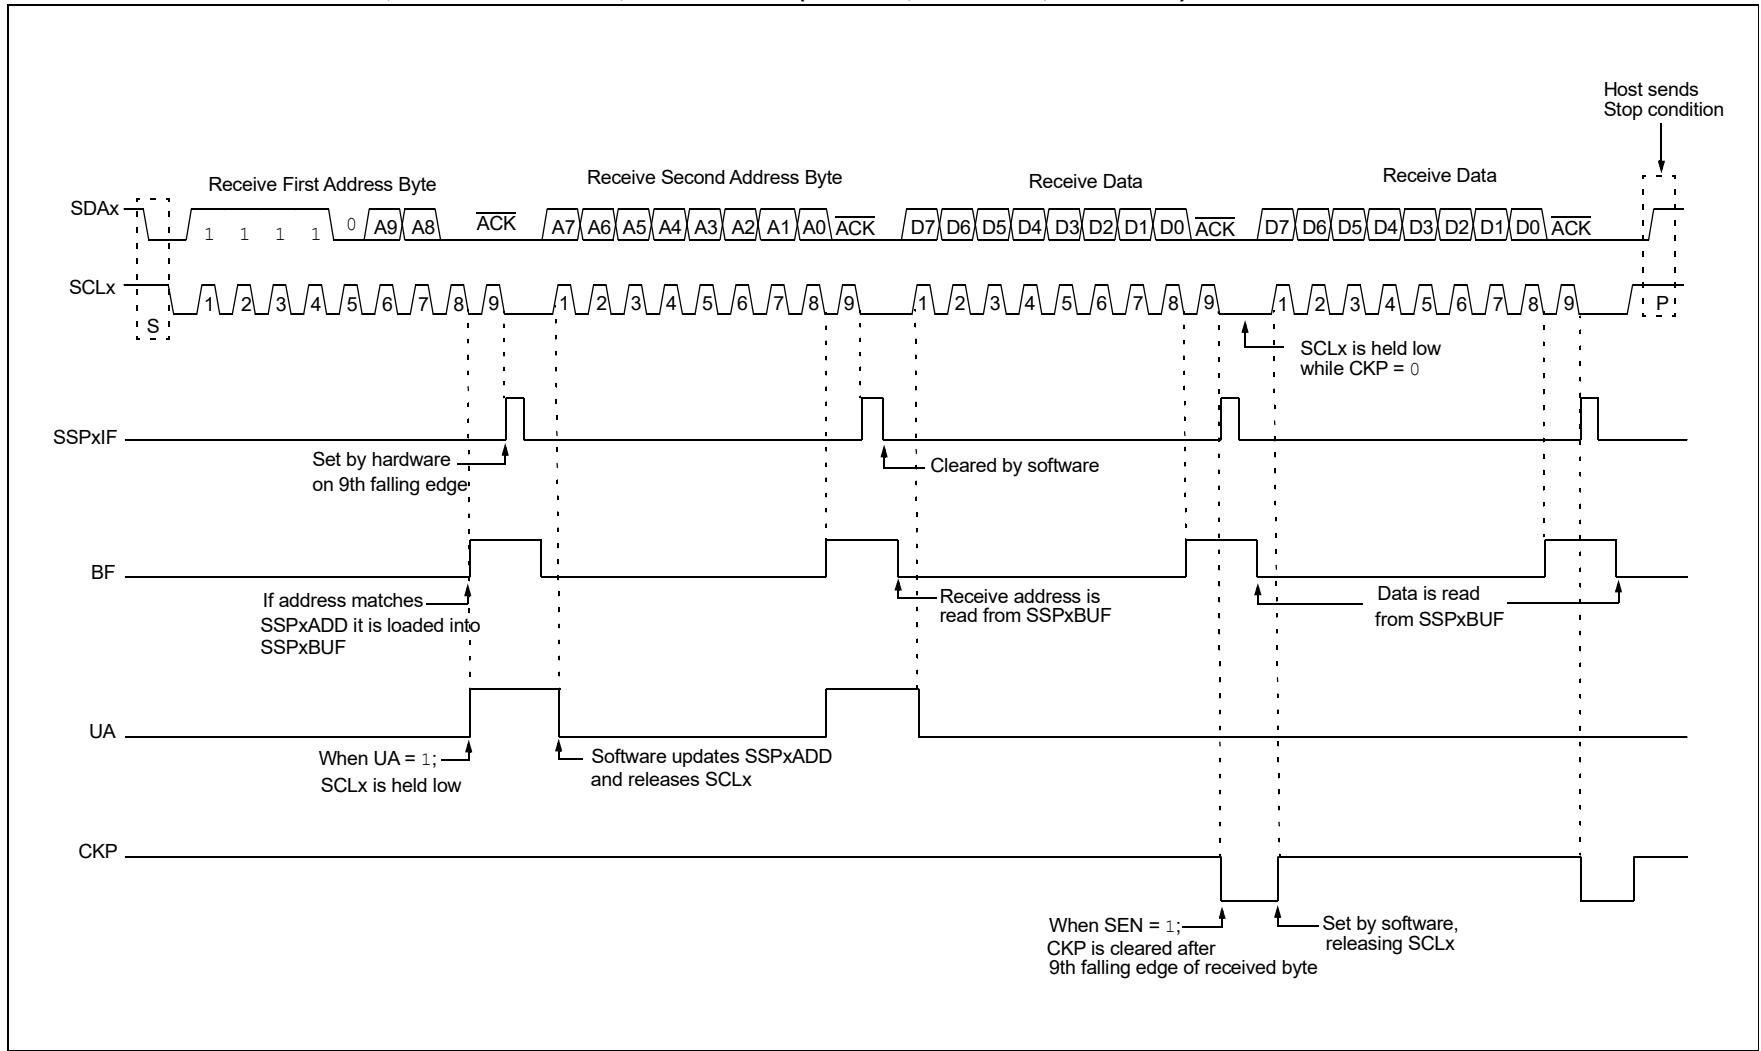 Host sends
Stop condition
Receive First Address Byte
Receive Second Address Byte
Receive Data
Receive Data
SDAx
1 1 1 1 0 A9 A8 ACK A7 A6 A5 A4 A3 A2 A1 A0 ACK D7 D6 D5 D4 D3 D2 D1 D0 ACK D7 D6 D5 D4 D3 D2 D1 D0 ACK
SCLx
S 1 2 3 4 5 6 7 8 9 1 2 3 4 5 6 7 8 9 1 2 3 4 5 6 7 8 9 1 2 3 4 5 6 7 8 9 P
SCLx is held low
while CKP = 0
SSPxIF
Set by hardware
on 9th falling edge
Cleared by software
BF
If address matches
SSPxADD it is loaded into
SSPxBUF
Receive address is
read from SSPxBUF
Data is read
from SSPxBUF
UA
When UA = 1;
SCLx is held low
Software updates SSPxADD
and releases SCLx
CKP
When SEN = 1;
CKP is cleared after
9th falling edge of received byte
Set by software,
releasing SCLx